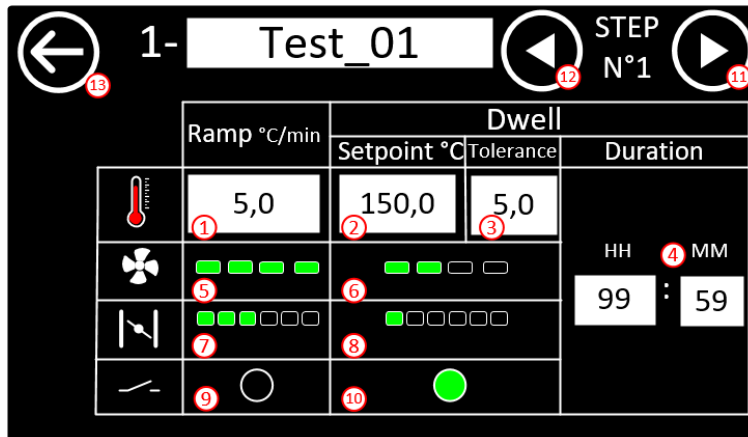 1- Test_01 STEP N°1
13 12 11
Ramp °C/min Dwell
Setpoint °C Tolerance Duration
5,0 150,0 5,0
1 2 3
HH 4 MM
5 6
99 : 59
7 8
9 10